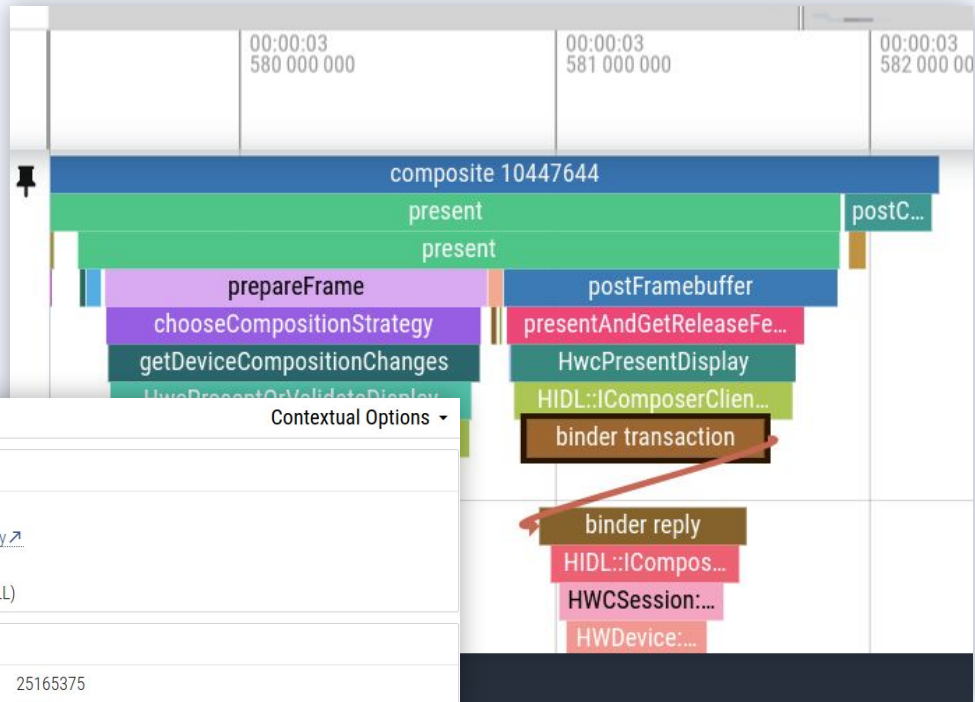 00:00:03
580 000 000
00:00:03
581 000 000
00:00:03
582 000 00
composite 10447644
present
postC...
present
prepareFrame
postFramebuffer
chooseCompositionStrategy
presentAndGetReleaseFe...
getDeviceCompositionChanges
HwcPresentDisplay
HwcPresentOrValidateDisplay
HIDL::IComposerClien...
Contextual Options
binder transaction
binder reply
y
HIDL::ICompos...
LL)
HWCSession:...
HWDevice:...
25165375